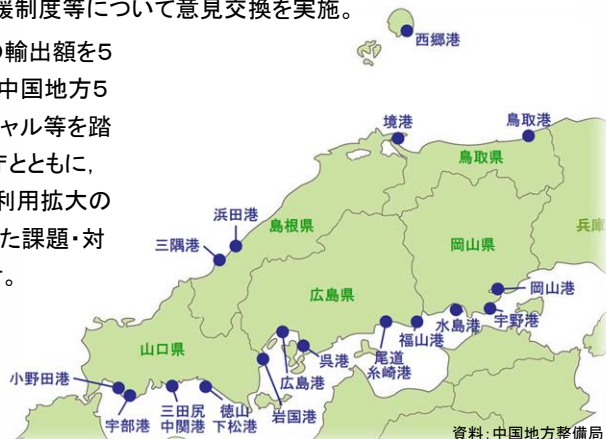 援制度等について意見交換を実施。
の輸出額を5
中国地方5
ャル等を踏
庁とともに,
利用拡大の
た課題・対
す。
西郷港
境港
鳥取港
鳥取県
浜田港
島根県
三隅港
岡山県
兵庫
広島県
岡山港
宇野港
水島港
福山港
尾道
糸崎港
呉港
広島港
岩国港
山口県
小野田港
宇部港
三田尻
中関港
徳山
下松港
資料:中国地方整備局